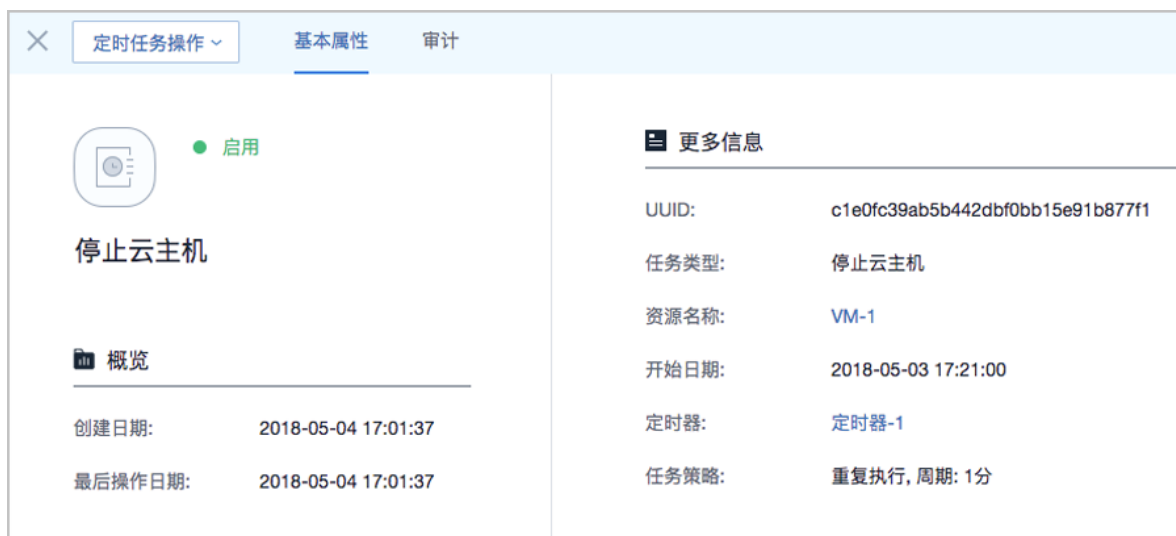 定时任务操作
基本属性
审计
启用
停止云主机
概览
创建日期: 2018-05-04 17:01:37
最后操作日期: 2018-05-04 17:01:37
更多信息
UUID: c1e0fc39ab5b442dbf0bb15e91b877f1
任务类型: 停止云主机
资源名称: VM-1
开始日期: 2018-05-03 17:21:00
定时器: 定时器-1
任务策略: 重复执行, 周期: 1分